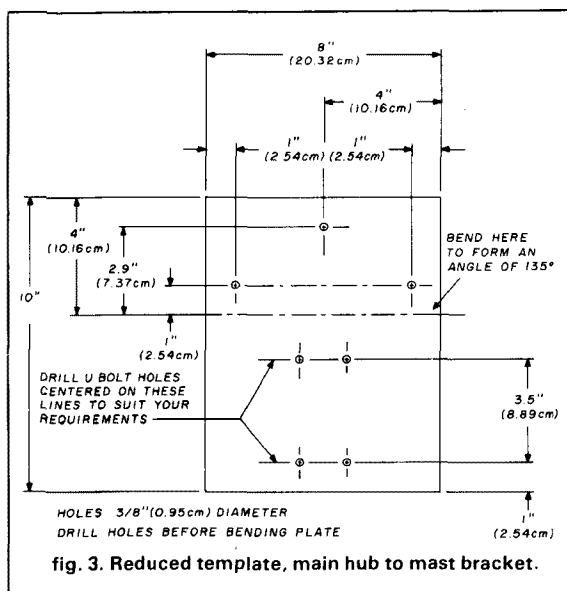 8"
(20.32cm)
4"
(10.16cm)
1" 1"
(2.54cm) (2.54cm)
4"
(10.16cm)
2.9"
(7.37cm)
10"
1"
(2.54cm)
BEND HERE
TO FORM AN
ANGLE OF 135°
DRILL U BOLT HOLES
CENTERED ON THESE
LINES TO SUIT YOUR
REQUIREMENTS
3.5"
(8.89cm)
1"
(2.54cm)
HOLES 3/8"(0.95cm) DIAMETER
DRILL HOLES BEFORE BENDING PLATE
fig. 3. Reduced template, main hub to mast bracket.